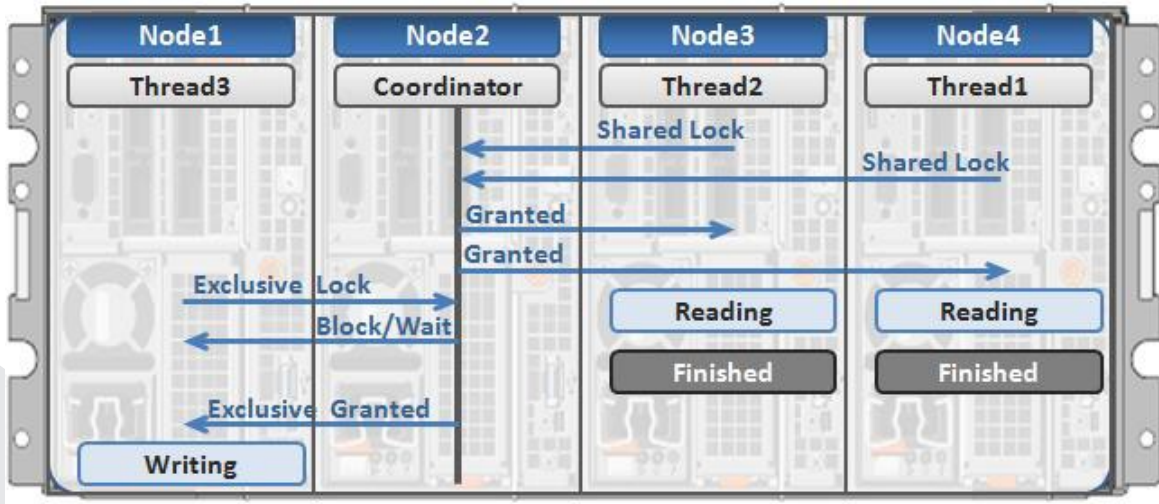 Node1
Node2
Node3
Node4
Thread3
Coordinator
Thread2
Thread1
Shared Lock
Shared Lock
Granted
Granted
Exclusive Lock
Block/Wait
Reading
Reading
Finished
Finished
Exclusive Granted
Writing